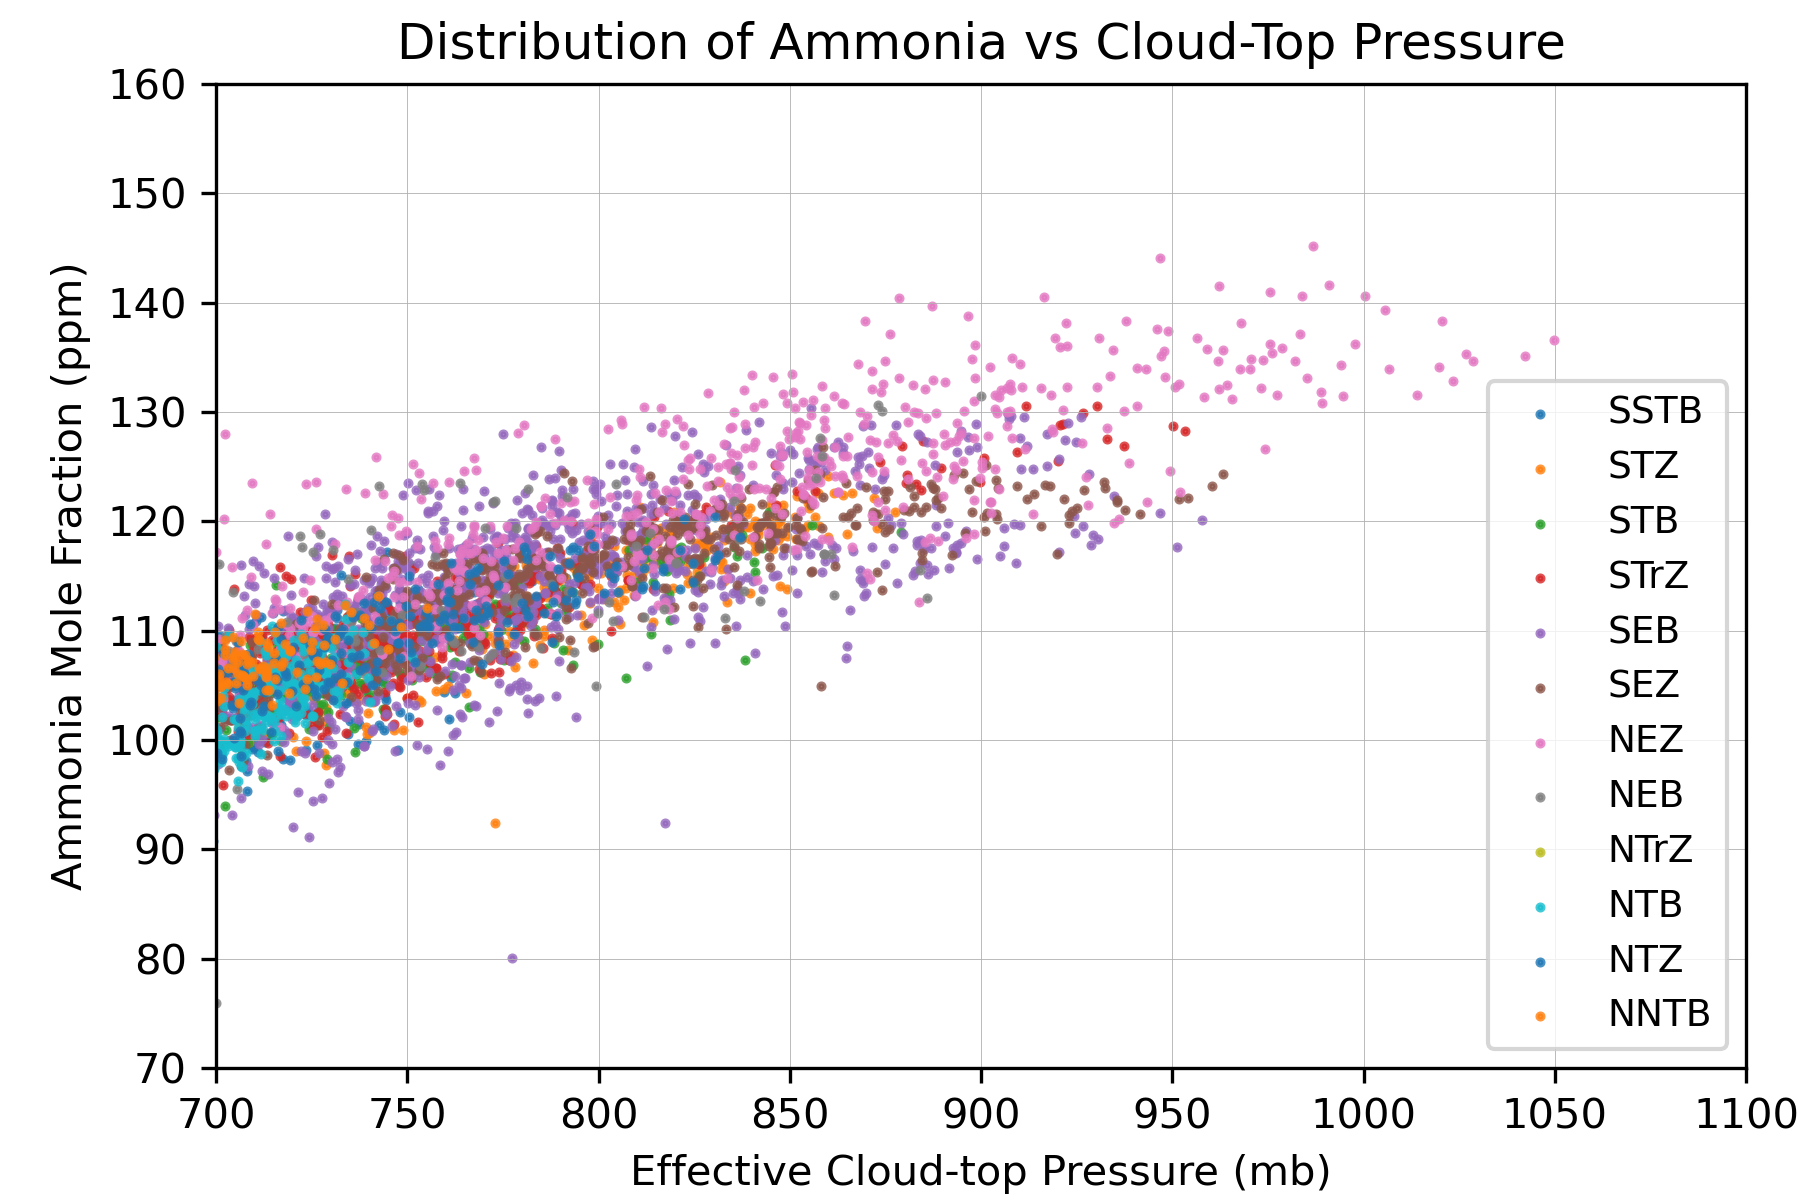 Distribution of Ammonia vs Cloud-Top Pressure
160
150
140
130
120
110
100
90
80
70
Ammonia Mole Fraction (ppm)
SSTB
STZ
STB
STrZ
SEB
SEZ
NEZ
NEB
NTrZ
NTB
NTZ
NNTB
700 750 800 850 900 950 1000 1050 1100
Effective Cloud-top Pressure (mb)